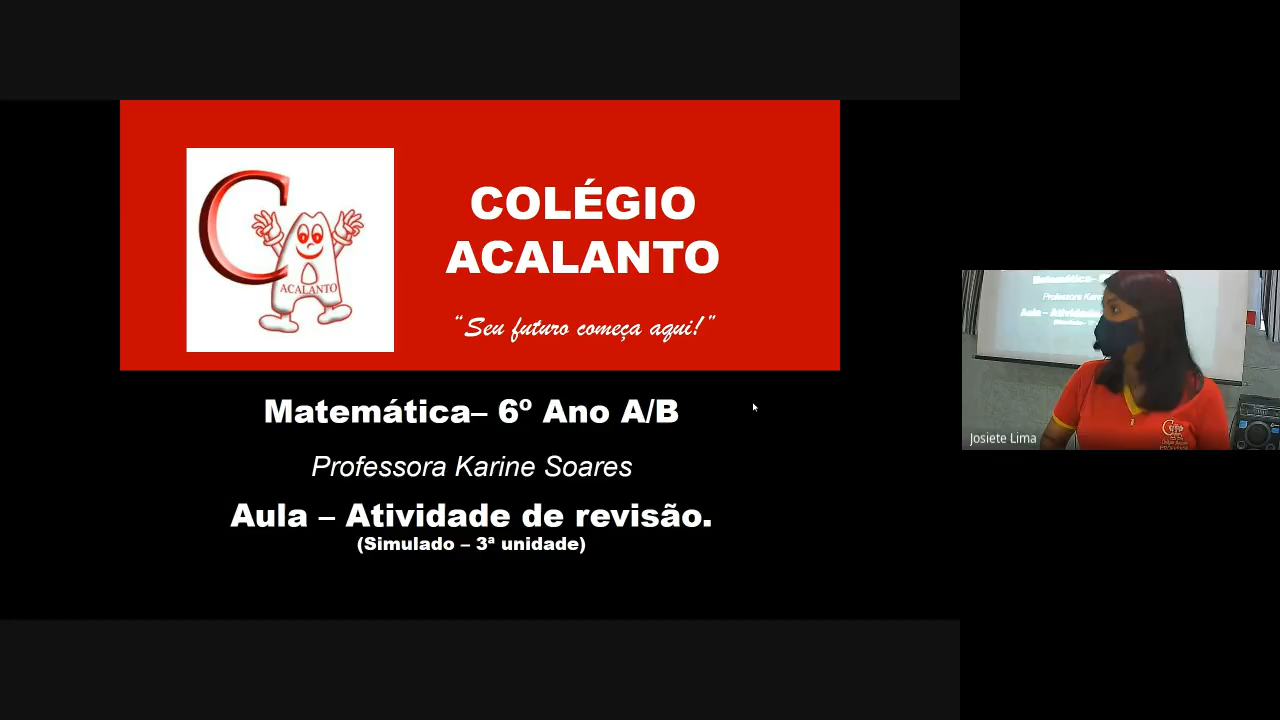 COLÉGIO
ACALANTO
ACALANTO
“Seu futuro começa aqui!”
Matemática– 6º Ano A/B
Professora Karine Soares
Aula – Atividade de revisão.
(Simulado – 3ª unidade)
Josiete Lima